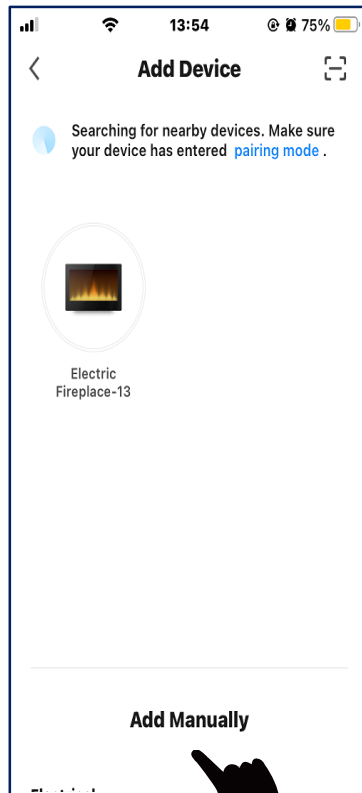 13:54
75%
Add Device
Searching for nearby devices. Make sure
your device has entered pairing mode .
Electric
Fireplace-13
Add Manually
Electrical